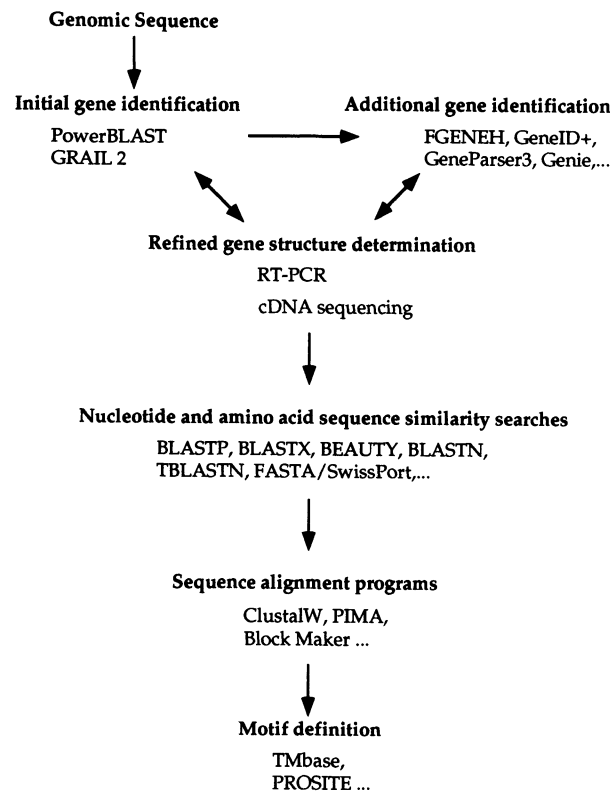 Genomic Sequence
Initial gene identification
PowerBLAST
GRAIL 2
Additional gene identification
FGENEH, GeneID+,
GeneParser3, Genie,...
Refined gene structure determination
RT-PCR
cDNA sequencing
Nucleotide and amino acid sequence similarity searches
BLASTP, BLASTX, BEAUTY, BLASTN,
TBLASTN, FASTA/SwissPort,...
Sequence alignment programs
ClustalW, PIMA,
Block Maker ...
Motif definition
TMbase,
PROSITE ...